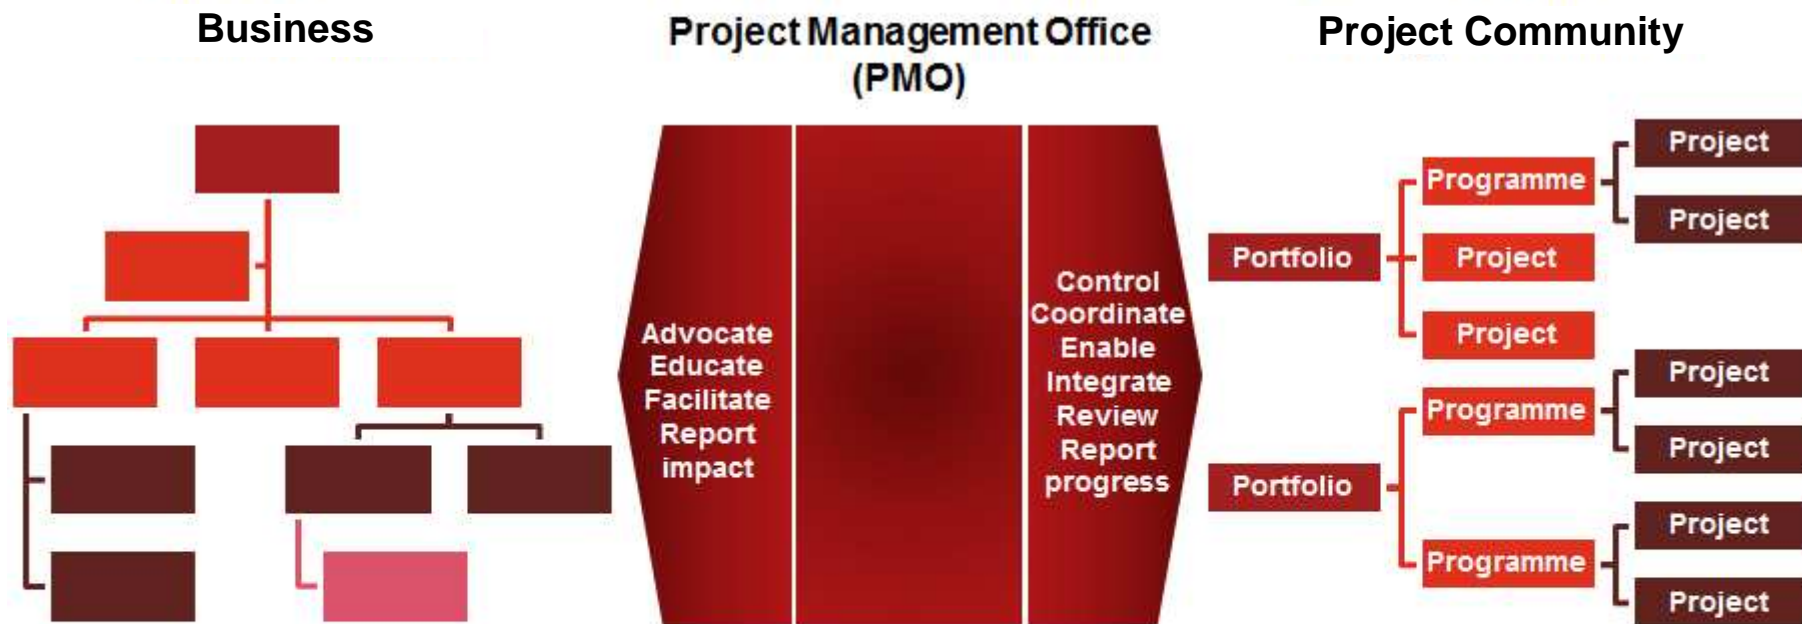 Business
Project Management Office
(PMO)
Project Community
Advocate
Educate
Facilitate
Report
impact
Control
Coordinate
Enable
Integrate
Review
Report
progress
Portfolio
Programme
Project
Project
Project
Project
Portfolio
Programme
Project
Project
Programme
Project
Project